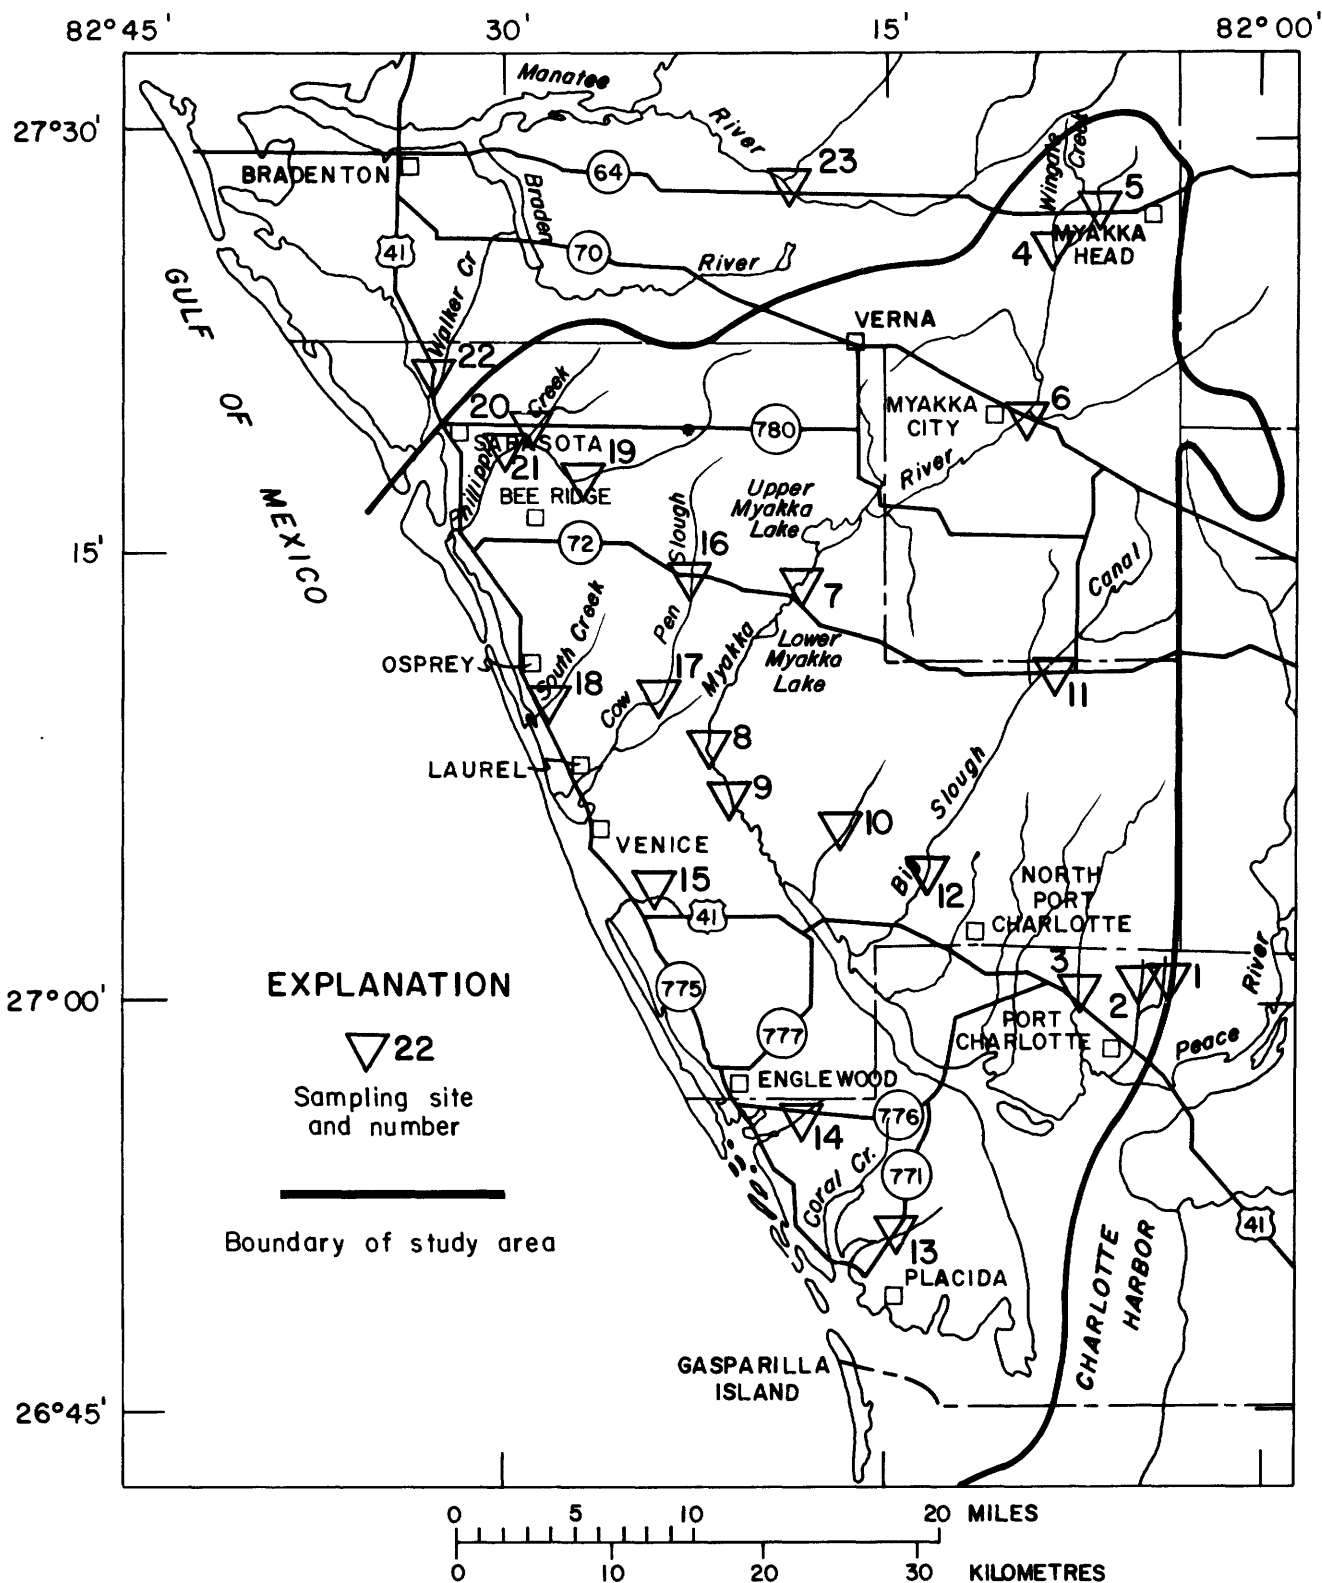 82°45' 30' 15' 82°00'
27°30'
15'
27°00'
26°45'
Manatee
River
BRADENTON
64
23
Wingate
Creek
5
Braden
41
70
River
4
MYAKKA
HEAD
GULF
OF
MEXICO
Walker Cr
VERNA
22
20
Creek
MYAKKA
CITY
6
780
SARASOTA
19
21
River
BEE RIDGE
Upper
Myakka
Lake
Slough
72
16
7
Canal
South Creek
Pen
Myakka
Lower
Myakka
Lake
OSPREY
18
17
Cow
11
8
LAUREL
9
Slough
10
VENICE
15
12
NORTH
PORT
CHARLOTTE
41
River
3
2
1
775
777
PORT
CHARLOTTE
Peace
ENGLEWOOD
776
14
Coral Cr.
771
41
13
PLACIDA
CHARLOTTE
HARBOR
GASPARILLA
ISLAND
EXPLANATION
22
Sampling site
and number
Boundary of study area
0 5 10 20 MILES
0 10 20 30 KILOMETRES